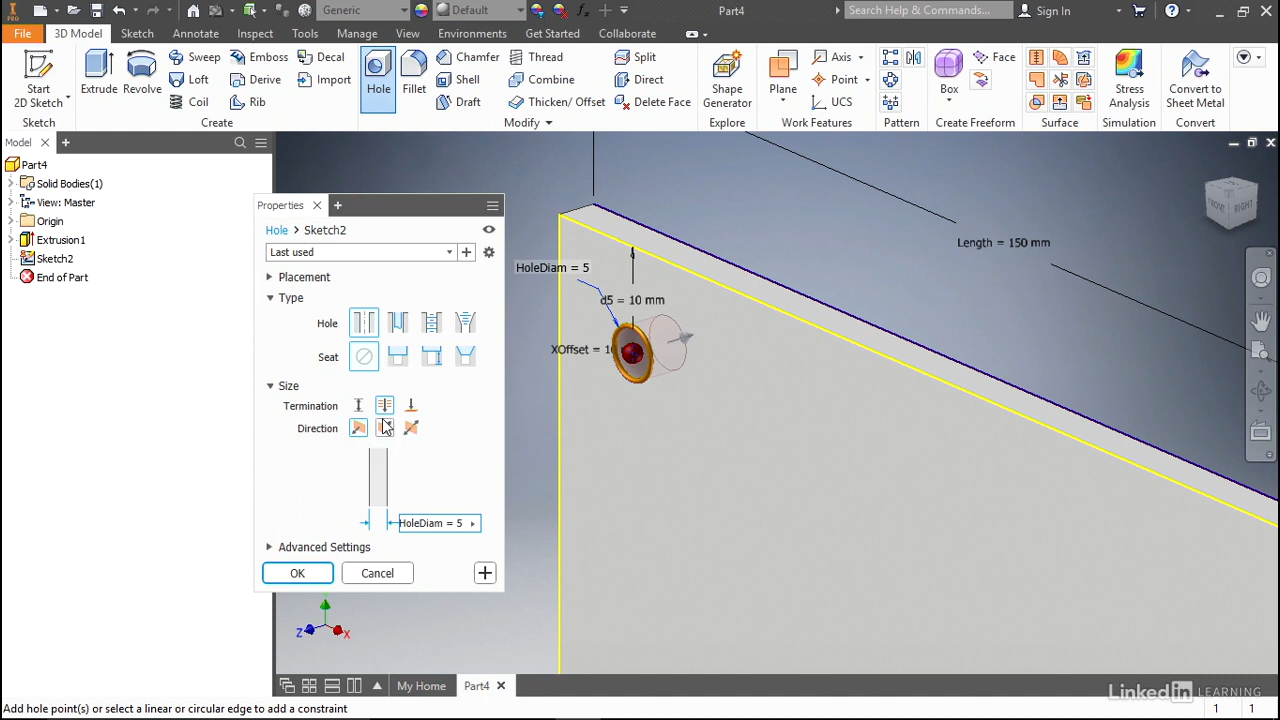 PRO
Generic
Default
Part4
Search Help & Commands...
Sign In
File
3D Model
Sketch
Annotate
Inspect
Tools
Manage
View
Environments
Get Started
Collaborate
Start
2D Sketch
Extrude
Revolve
Sweep
Loft
Coil
Emboss
Derive
Rib
Decal
Import
Hole
Fillet
Chamfer
Shell
Draft
Thread
Combine
Thicken/ Offset
Split
Direct
Delete Face
Shape
Generator
Plane
Axis
Point
UCS
Box
Face
Stress
Analysis
Convert to
Sheet Metal
Sketch
Create
Modify
Explore
Work Features
Pattern
Create Freeform
Surface
Simulation
Convert
Model
Part4
Solid Bodies(1)
View: Master
Origin
Extrusion1
Sketch2
End of Part
Properties
Hole > Sketch2
Last used
Placement
Type
Hole
Seat
Size
Termination
Direction
HoleDiam = 5
Advanced Settings
OK
Cancel
HoleDiam = 5
d5 = 10 mm
XOffset = 10
Length = 150 mm
FRONT
RIGHT
Z
X
My Home
Part4
Linked in LEARNING
Add hole point(s) or select a linear or circular edge to add a constraint
1
1